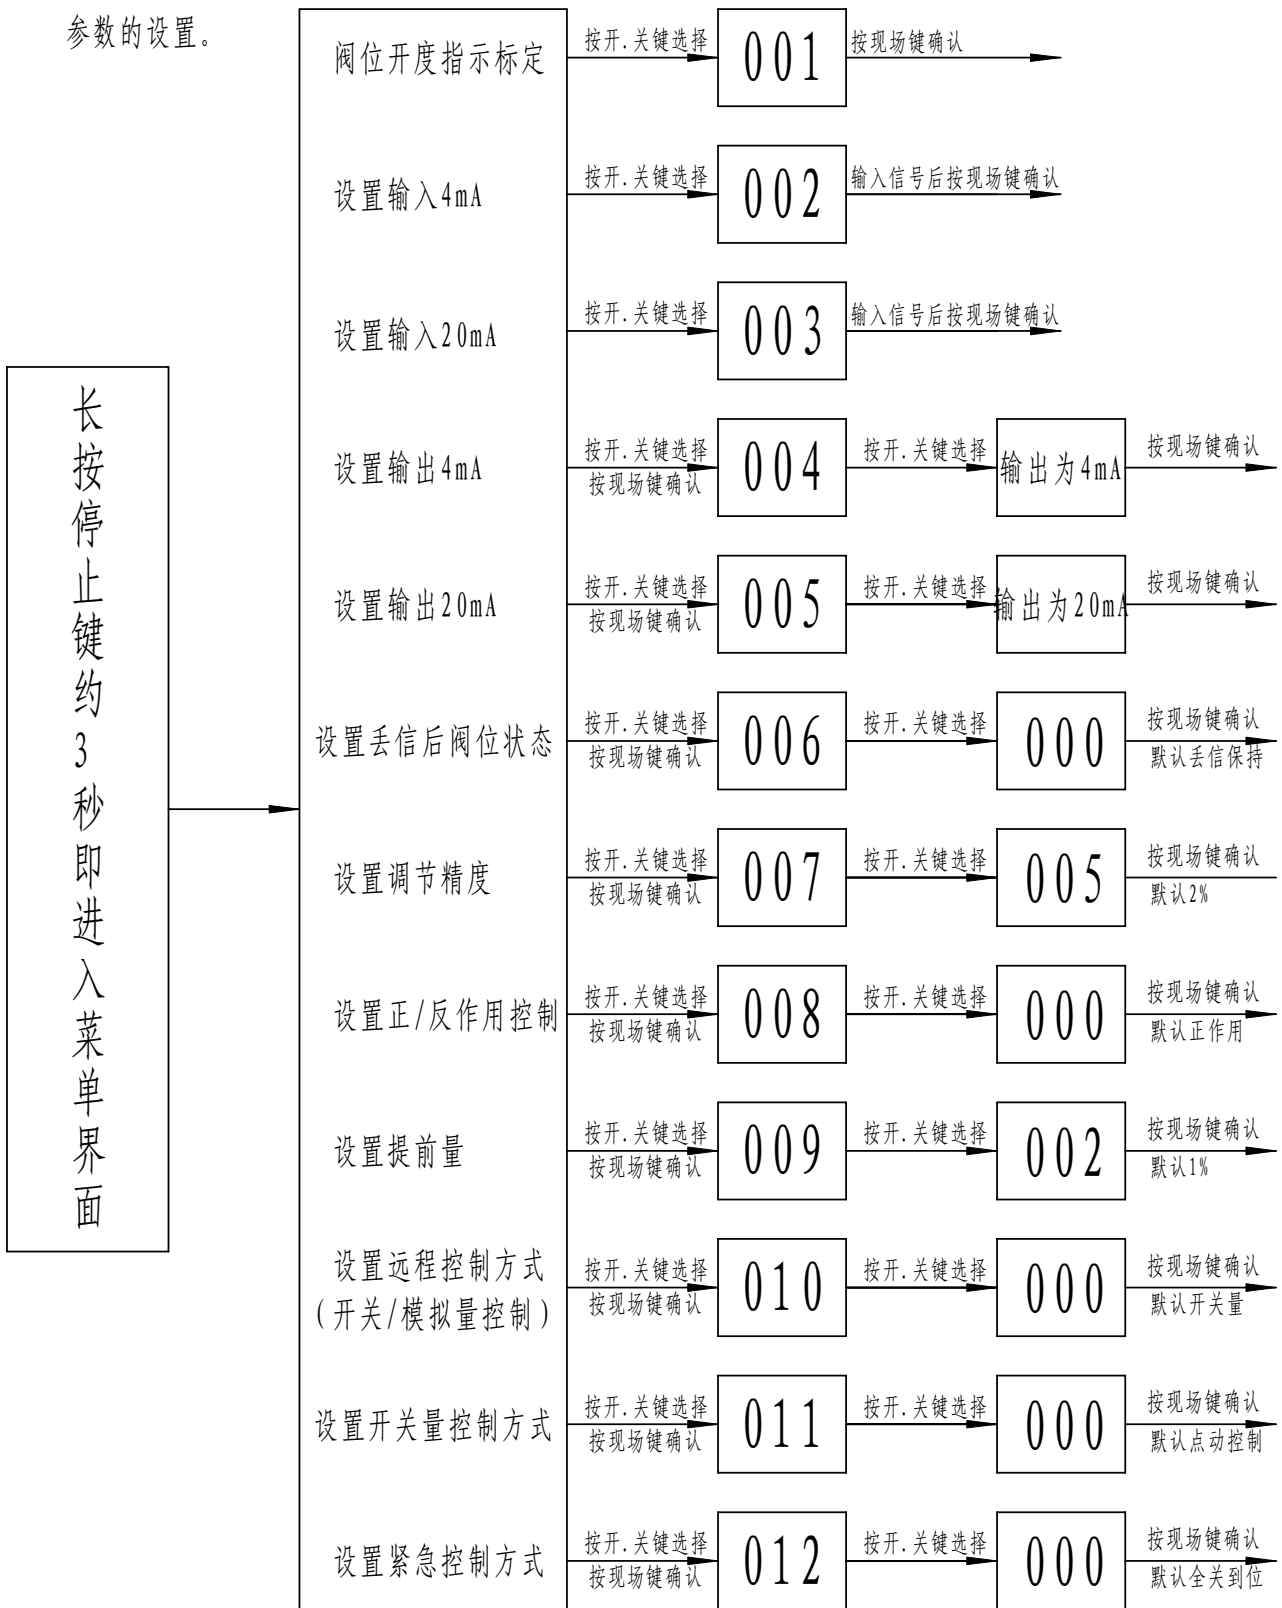 参数的设置。
长按停止键约3秒即进入菜单界面
阀位开度指示标定
按开.关键选择
001
按现场键确认
设置输入4mA
按开.关键选择
002
输入信号后按现场键确认
设置输入20mA
按开.关键选择
003
输入信号后按现场键确认
设置输出4mA
按开.关键选择
按现场键确认
004
按开.关键选择
输出为4mA
按现场键确认
设置输出20mA
按开.关键选择
按现场键确认
005
按开.关键选择
输出为20mA
按现场键确认
设置丢信后阀位状态
按开.关键选择
按现场键确认
006
按开.关键选择
000
按现场键确认
默认丢信保持
设置调节精度
按开.关键选择
按现场键确认
007
按开.关键选择
005
按现场键确认
默认2%
设置正/反作用控制
按开.关键选择
按现场键确认
008
按开.关键选择
000
按现场键确认
默认正作用
设置提前量
按开.关键选择
按现场键确认
009
按开.关键选择
002
按现场键确认
默认1%
设置远程控制方式
(开关/模拟量控制)
按开.关键选择
按现场键确认
010
按开.关键选择
000
按现场键确认
默认开关量
设置开关量控制方式
按开.关键选择
按现场键确认
011
按开.关键选择
000
按现场键确认
默认点动控制
设置紧急控制方式
按开.关键选择
按现场键确认
012
按开.关键选择
000
按现场键确认
默认全关到位